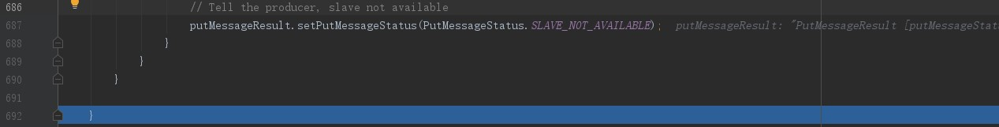 686 // Tell the producer, slave not available
687 putMessageResult.setPutMessageStatus(PutMessageStatus.SLAVE_NOT_AVAILABLE); putMessageResult: "PutMessageResult [putMessageStat
688 }
689 }
690 }
691
692 }